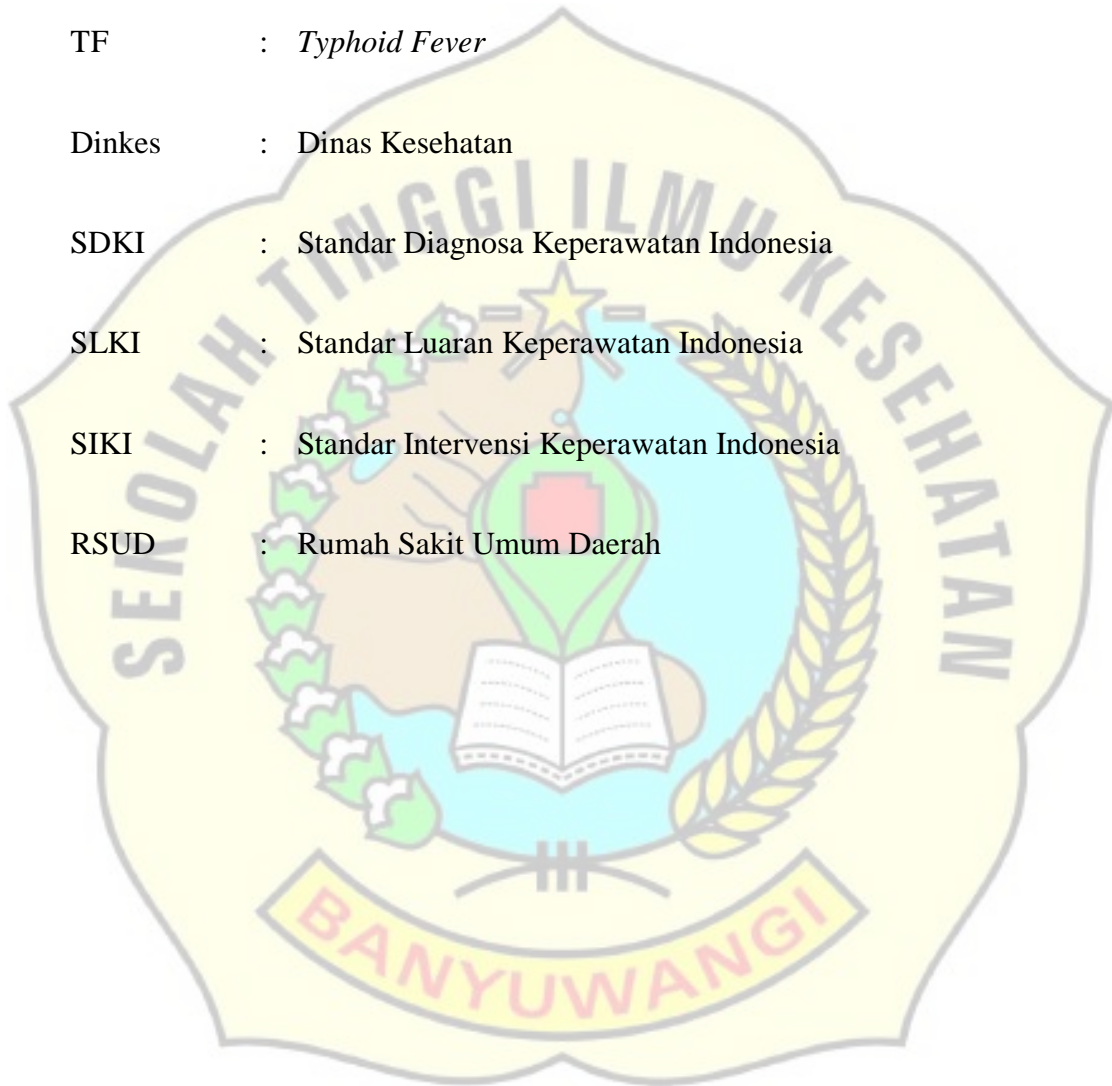 TF : Typhoid Fever
Dinkes : Dinas Kesehatan
SDKI : Standar Diagnosa Keperawatan Indonesia
SLKI : Standar Luaran Keperawatan Indonesia
SIKI : Standar Intervensi Keperawatan Indonesia
RSUD : Rumah Sakit Umum Daerah
SEKOLAH TINGGI ILMU KESEHATAN
BANYUWANGI